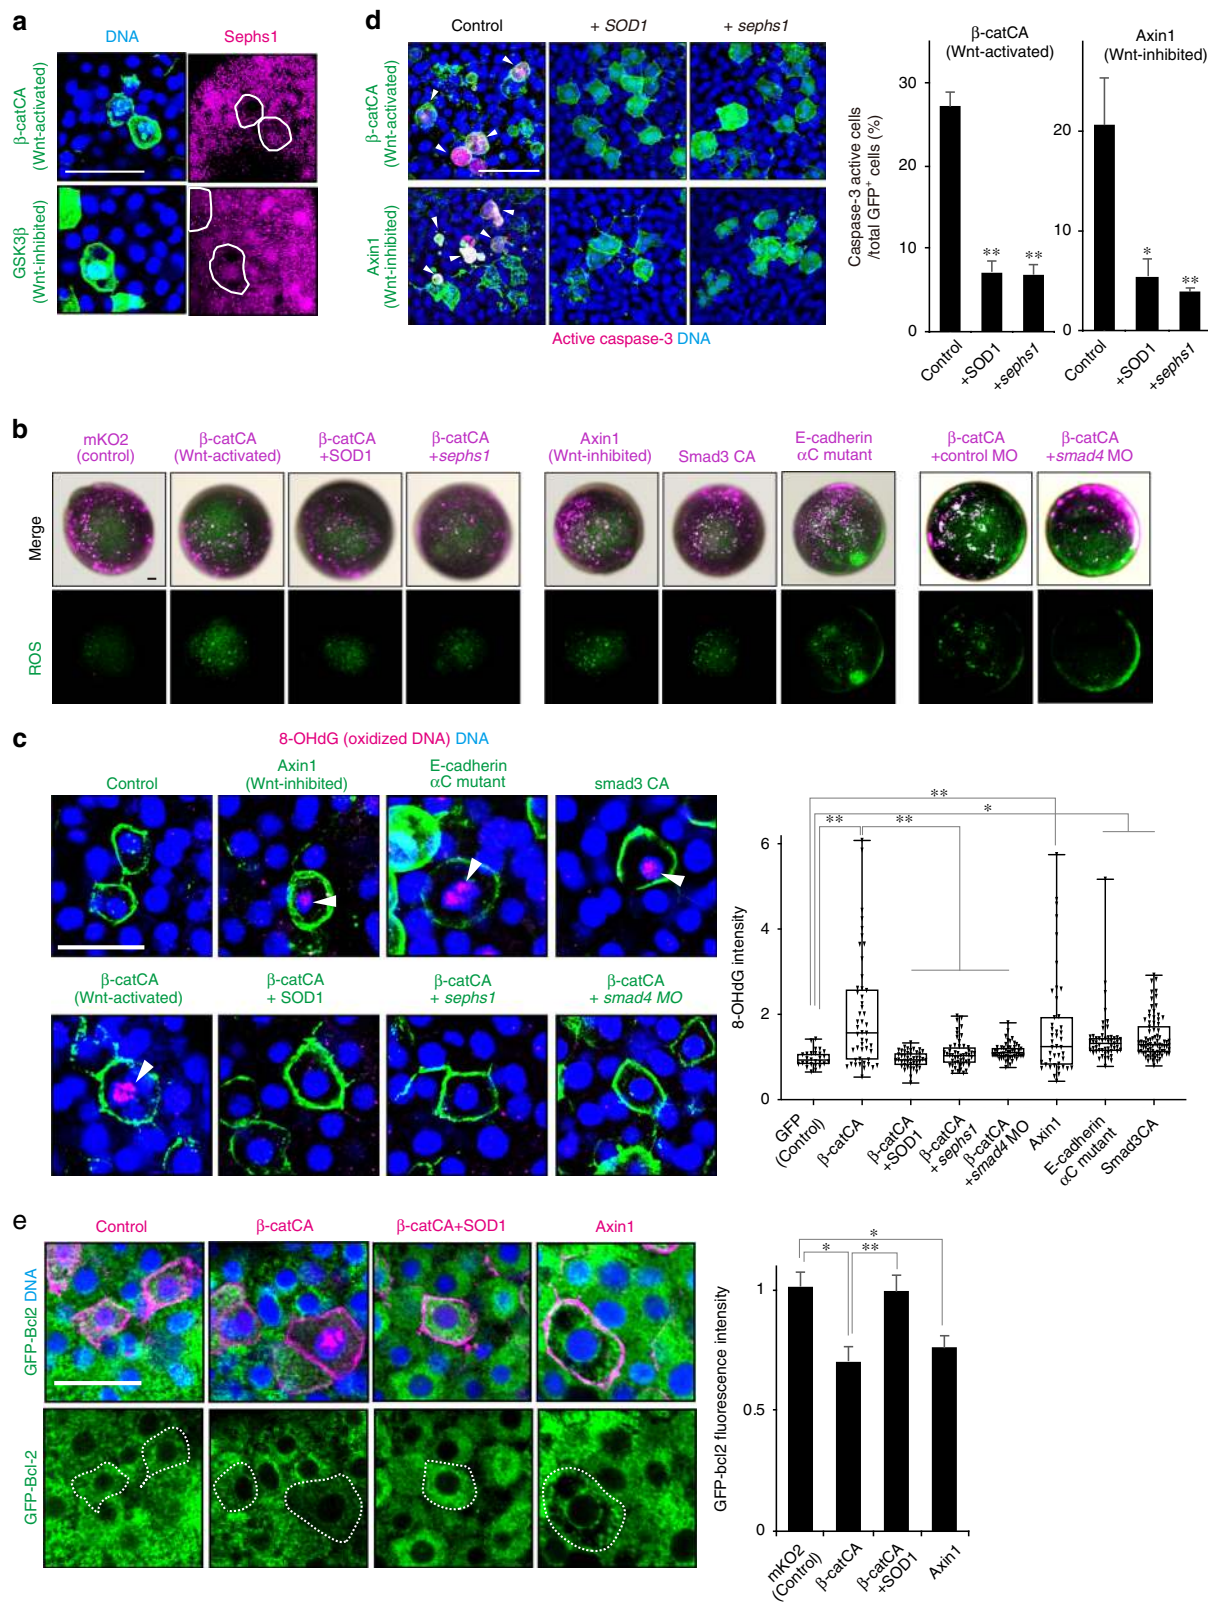 a
DNA
Sephs1
β-catCA
(Wnt-activated)
GSK3β
(Wnt-inhibited)
d
Control
+ SOD1
+ sephs1
β-catCA
(Wnt-activated)
Axin1
(Wnt-inhibited)
Active caspase-3 DNA
β-catCA
(Wnt-activated)
Axin1
(Wnt-inhibited)
Caspase-3 active cells
/total GFP+ cells (%)
30
20
10
0
**
**
Control
+SOD1
+sephs1
20
10
0
*
**
Control
+SOD1
+sephs1
b
mKO2
(control)
β-catCA
(Wnt-activated)
β-catCA
+SOD1
β-catCA
+sephs1
Axin1
(Wnt-inhibited)
Smad3 CA
E-cadherin
αC mutant
β-catCA
+control MO
β-catCA
+smad4 MO
Merge
ROS
c
8-OHdG (oxidized DNA) DNA
Control
Axin1
(Wnt-inhibited)
E-cadherin
αC mutant
smad3 CA
β-catCA
(Wnt-activated)
β-catCA
+ SOD1
β-catCA
+ sephs1
β-catCA
+ smad4 MO
8-OHdG intensity
**
*
**
**
6
4
2
0
GFP
(Control)
β-catCA
β-catCA
+SOD1
β-catCA
+sephs1
β-catCA
+smad4 MO
Axin1
E-cadherin
αC mutant
Smad3CA
e
Control
β-catCA
β-catCA+SOD1
Axin1
GFP-Bcl2 DNA
GFP-Bcl-2
GFP-bcl2 fluorescence intensity
*
*
**
1
0.5
0
mKO2
(Control)
β-catCA
β-catCA
+SOD1
Axin1